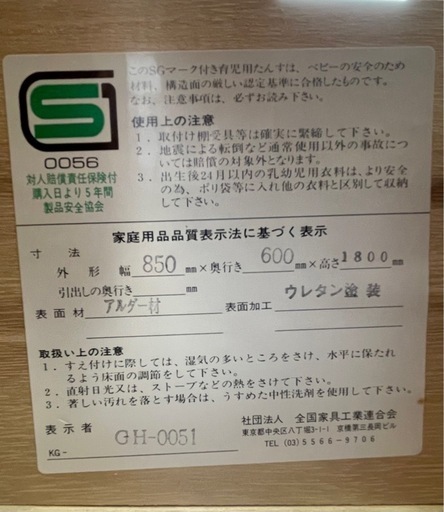 SG
0056
対人賠償責任保険付
購入日より5年間
製品安全協会
このSGマーク付き育児用たんすは、ベビーの安全のため
材料、構造面の厳しい認定基準に合格したものです。
なお、注意事項は、必ずお読み下さい。
使用上の注意
1．取付け棚受具等は確実に緊締して下さい。
2．地震による転倒など通常使用以外の事故につ
いては賠償の対象外となります。
3．出生後24月以内の乳幼児用衣料は、より安全
の為、ポリ袋等に入れ他の衣料と区別して収納
して下さい。
家庭用品品質表示法に基づく表示
寸法
外形 幅 850 mm×奥行き 600 mm×高さ 1800 mm
引出しの奥行き mm
表面材 アルダー材 表面加工 ウレタン塗装
取扱い上の注意
1．すえ付けに際しては、湿気の多いところをさけ、水平に保たれ
るよう床面の調節をして下さい。
2．直射日光又は、ストーブなどの熱をさけて下さい。
3．著しい汚れを落とす場合は、うすめた中性洗剤を使用して下さい。
表示者 GH-0051
KG-
社団法人 全国家具工業連合会
東京都中央区八丁堀3-1-1 京橋第三長岡ビル
TEL (03) 5566-9706